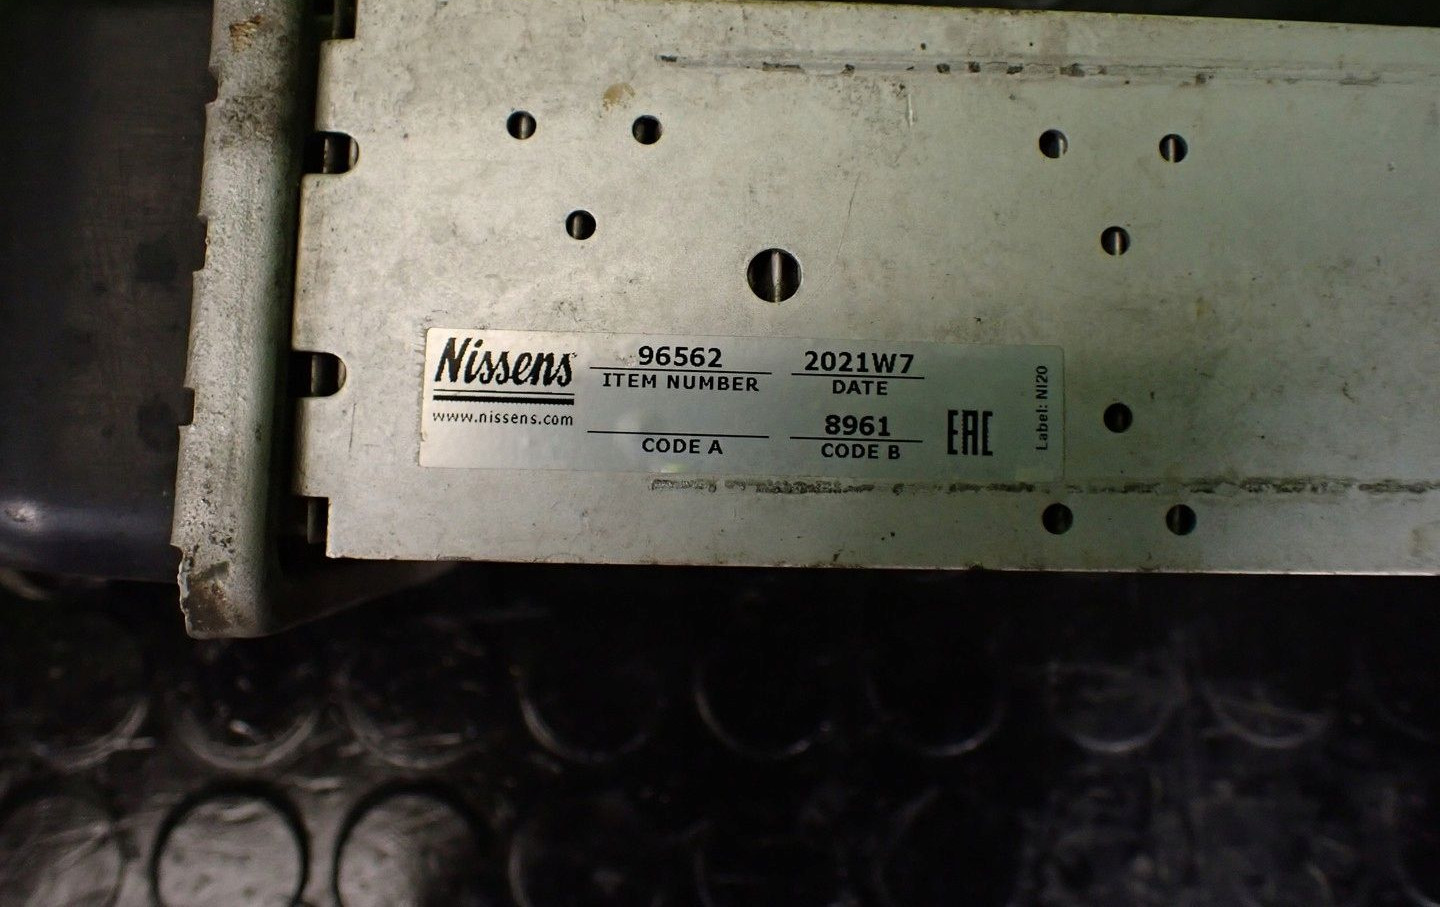 Nissens
www.nissens.com
96562
ITEM NUMBER
2021W7
DATE
CODE A
8961
CODE B
EAC
Label: NI20